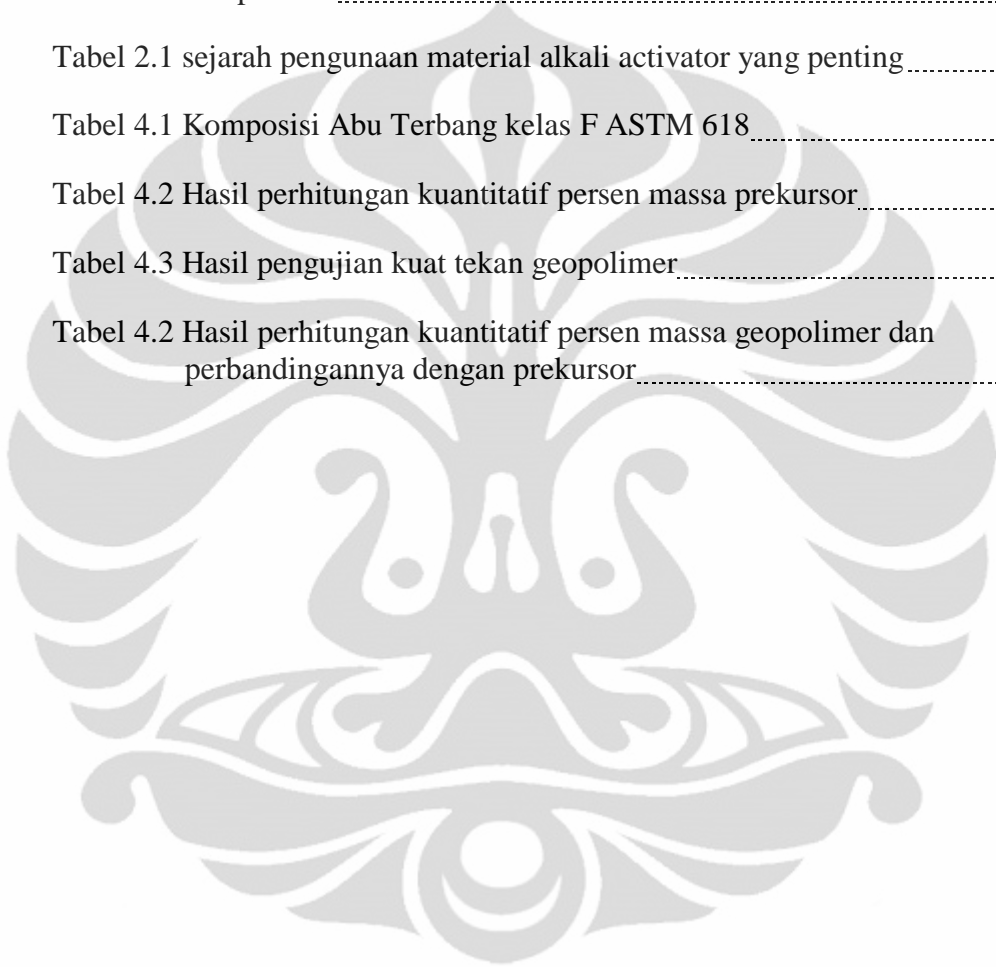 Tabel 2.1 sejarah pengunaan material alkali activator yang penting
Tabel 4.1 Komposisi Abu Terbang kelas F ASTM 618
Tabel 4.2 Hasil perhitungan kuantitatif persen massa prekursor
Tabel 4.3 Hasil pengujian kuat tekan geopolimer
Tabel 4.2 Hasil perhitungan kuantitatif persen massa geopolimer dan
perbandingannya dengan prekursor